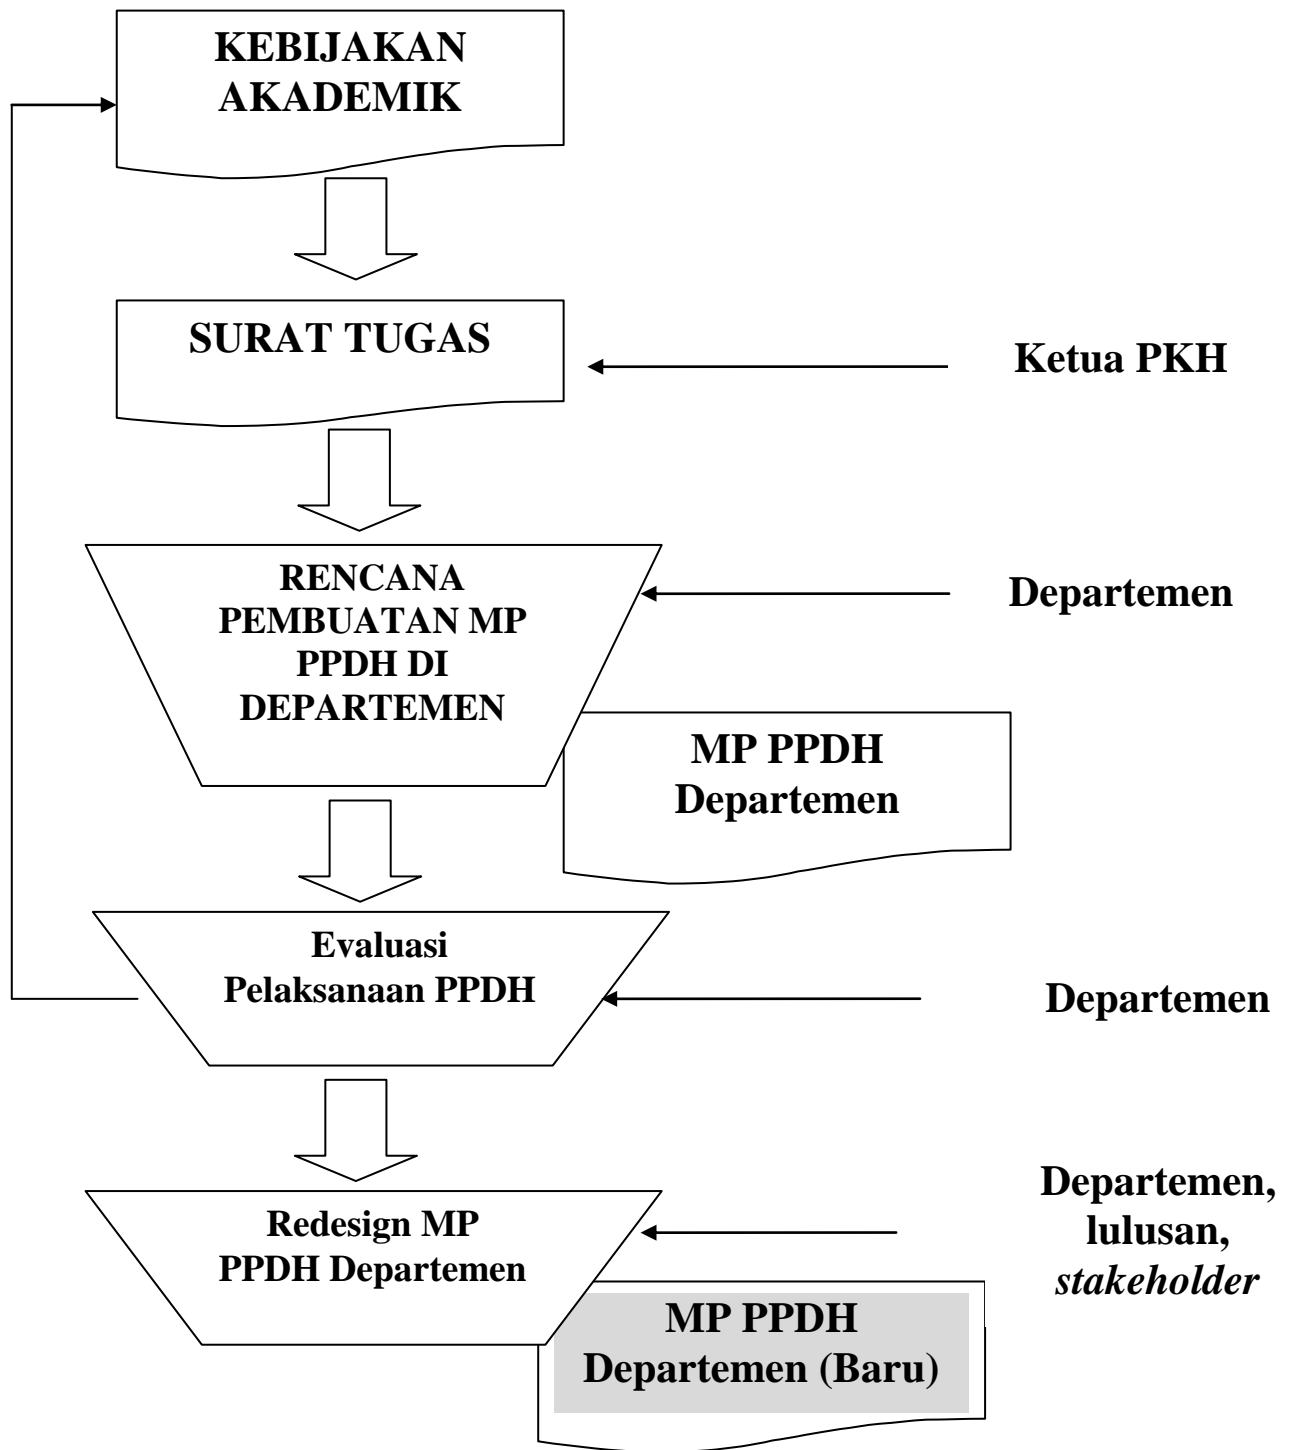 KEBIJAKAN
AKADEMIK
SURAT TUGAS
Ketua PKH
RENCANA
PEMBUATAN MP
PPDH DI
DEPARTEMEN
Departemen
MP PPDH
Departemen
Evaluasi
Pelaksanaan PPDH
Departemen
Redesign MP
PPDH Departemen
Departemen,
lulusan,
stakeholder
MP PPDH
Departemen (Baru)